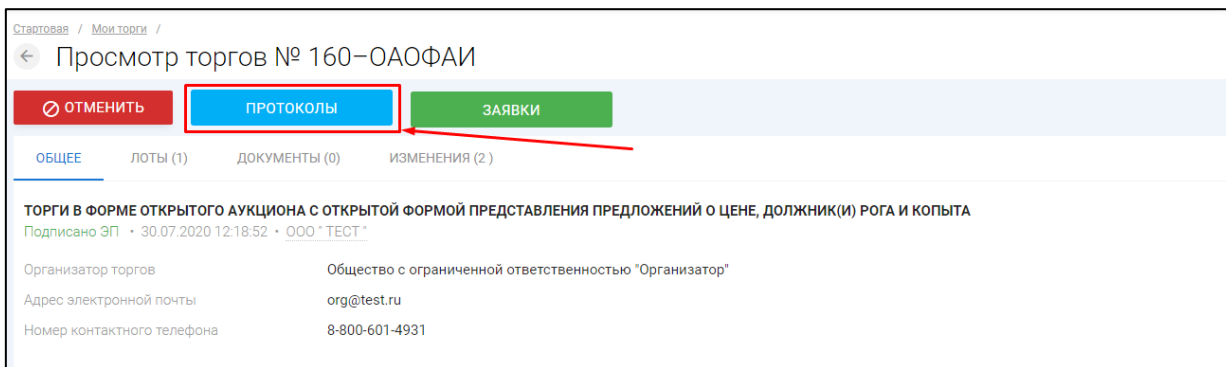 Стартовая / Мои торги /
← Просмотр торгов № 160-ОАОФАИ
ОТМЕНИТЬ ПРОТОКОЛЫ ЗАЯВКИ
ОБЩЕЕ ЛОТЫ (1) ДОКУМЕНТЫ (0) ИЗМЕНЕНИЯ (2 )
ТОРГИ В ФОРМЕ ОТКРЫТОГО АУКЦИОНА С ОТКРЫТОЙ ФОРМОЙ ПРЕДСТАВЛЕНИЯ ПРЕДЛОЖЕНИЙ О ЦЕНЕ, ДОЛЖНИК(И) РОГА И КОПЫТА
Подписано ЭП • 30.07.2020 12:18:52 • ООО " ТЕСТ "
Организатор торгов Общество с ограниченной ответственностью "Организатор"
Адрес электронной почты org@test.ru
Номер контактного телефона 8-800-601-4931